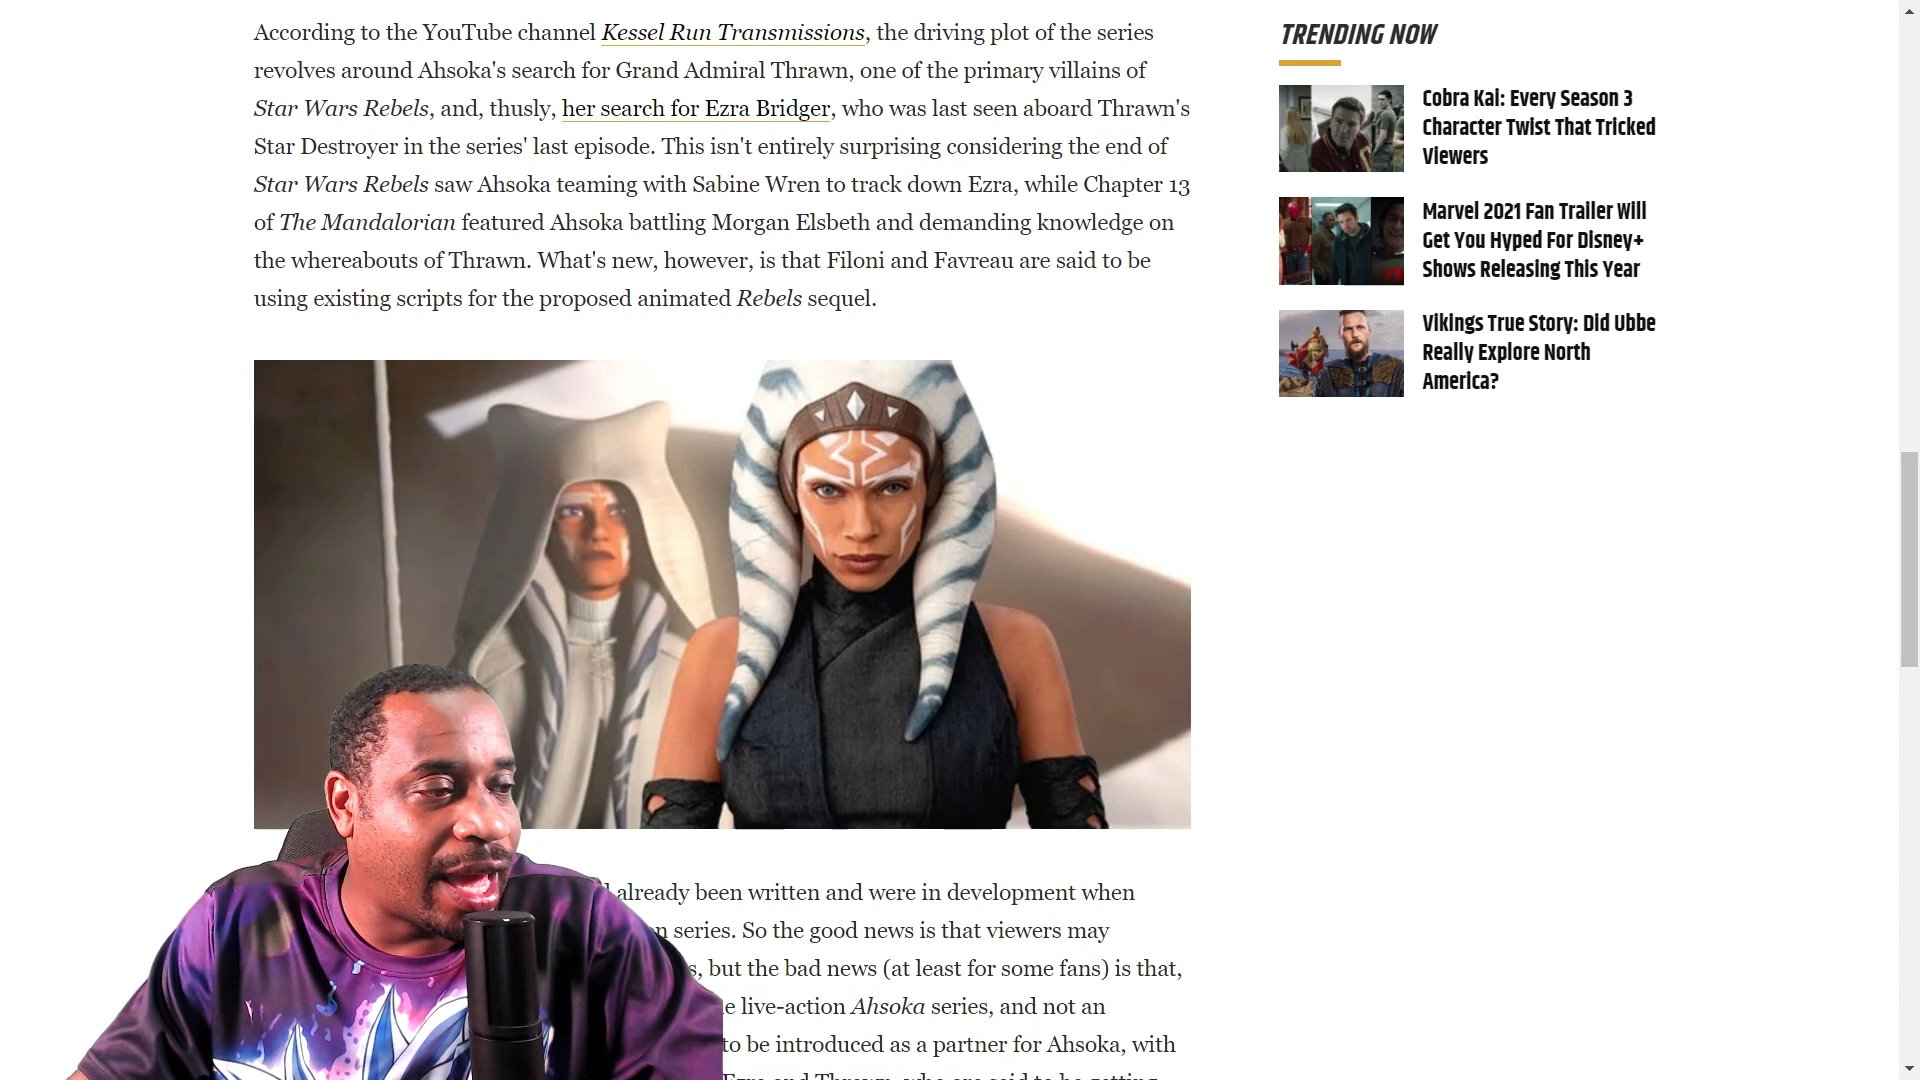 According to the YouTube channel Kessel Run Transmissions, the driving plot of the series
revolves around Ahsoka's search for Grand Admiral Thrawn, one of the primary villains of
Star Wars Rebels, and, thusly, her search for Ezra Bridger, who was last seen aboard Thrawn's
Star Destroyer in the series' last episode. This isn't entirely surprising considering the end of
Star Wars Rebels saw Ahsoka teaming with Sabine Wren to track down Ezra, while Chapter 13
of The Mandalorian featured Ahsoka battling Morgan Elsbeth and demanding knowledge on
the whereabouts of Thrawn. What's new, however, is that Filoni and Favreau are said to be
using existing scripts for the proposed animated Rebels sequel.
already been written and were in development when
series. So the good news is that viewers may
but the bad news (at least for some fans) is that,
live-action Ahsoka series, and not an
to be introduced as a partner for Ahsoka, with
Ezra and Thrawn, who are said to be getting
TRENDING NOW
Cobra Kai: Every Season 3
Character Twist That Tricked
Viewers
Marvel 2021 Fan Trailer Will
Get You Hyped For Disney+
Shows Releasing This Year
Vikings True Story: Did Ubbe
Really Explore North
America?